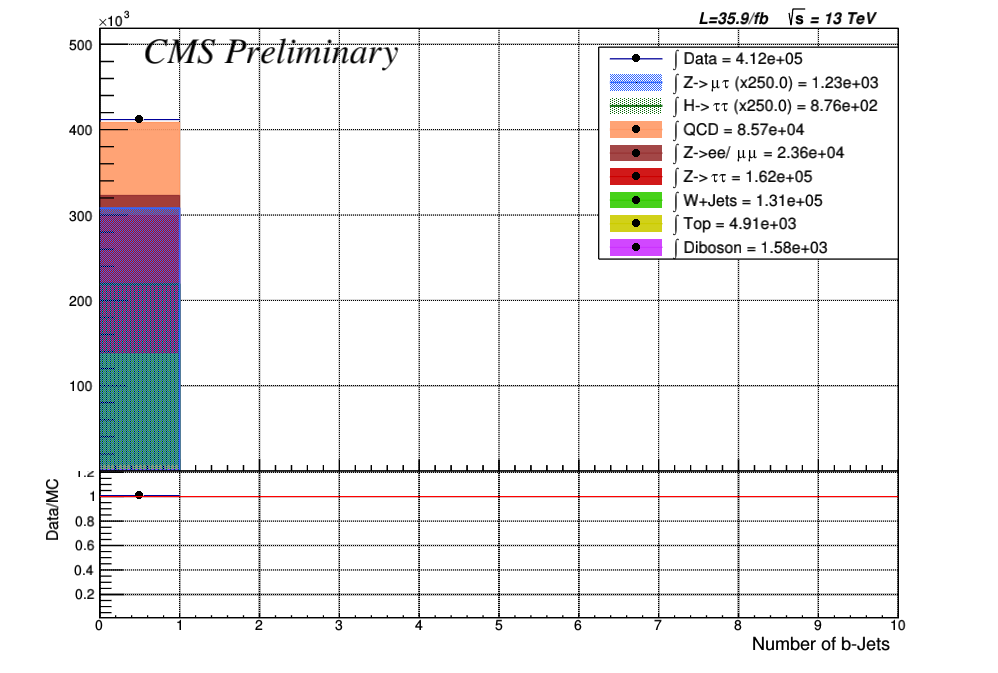 L=35.9/fb √s = 13 TeV
×10³
CMS Preliminary
500
400
300
200
100
∫ Data = 4.12e+05
∫ Z->μτ (x250.0) = 1.23e+03
∫ H->ττ (x250.0) = 8.76e+02
∫ QCD = 8.57e+04
∫ Z->ee/ μμ = 2.36e+04
∫ Z->ττ = 1.62e+05
∫ W+Jets = 1.31e+05
∫ Top = 4.91e+03
∫ Diboson = 1.58e+03
Data/MC
1.2
1
0.8
0.6
0.4
0.2
0 1 2 3 4 5 6 7 8 9 10
Number of b-Jets